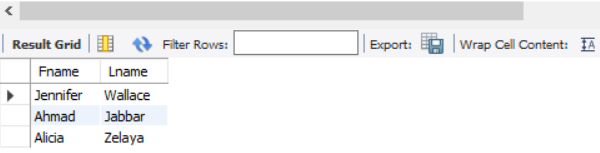 Result Grid Filter Rows: Export: Wrap Cell Content:
Fname Lname
Jennifer Wallace
Ahmad Jabbar
Alicia Zelaya